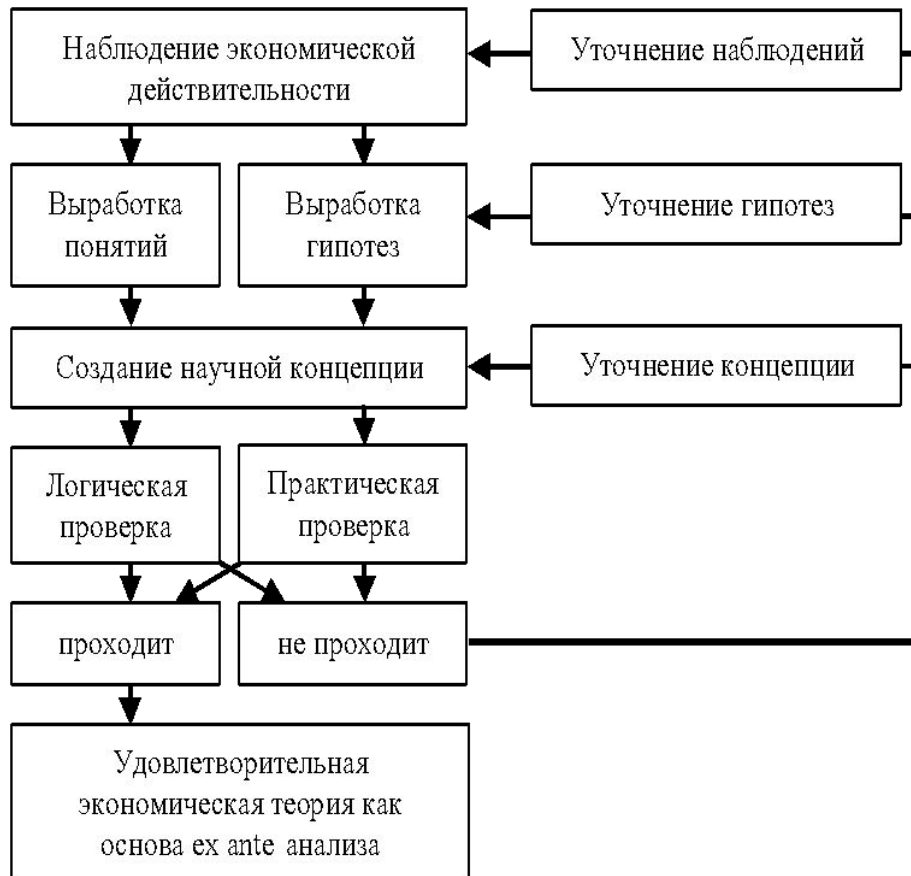 Наблюдение экономической
действительности
Уточнение наблюдений
Выработка
понятий
Выработка
гипотез
Уточнение гипотез
Создание научной концепции
Уточнение концепции
Логическая
проверка
Практическая
проверка
проходит
не проходит
Удовлетворительная
экономическая теория как
основа ex ante анализа